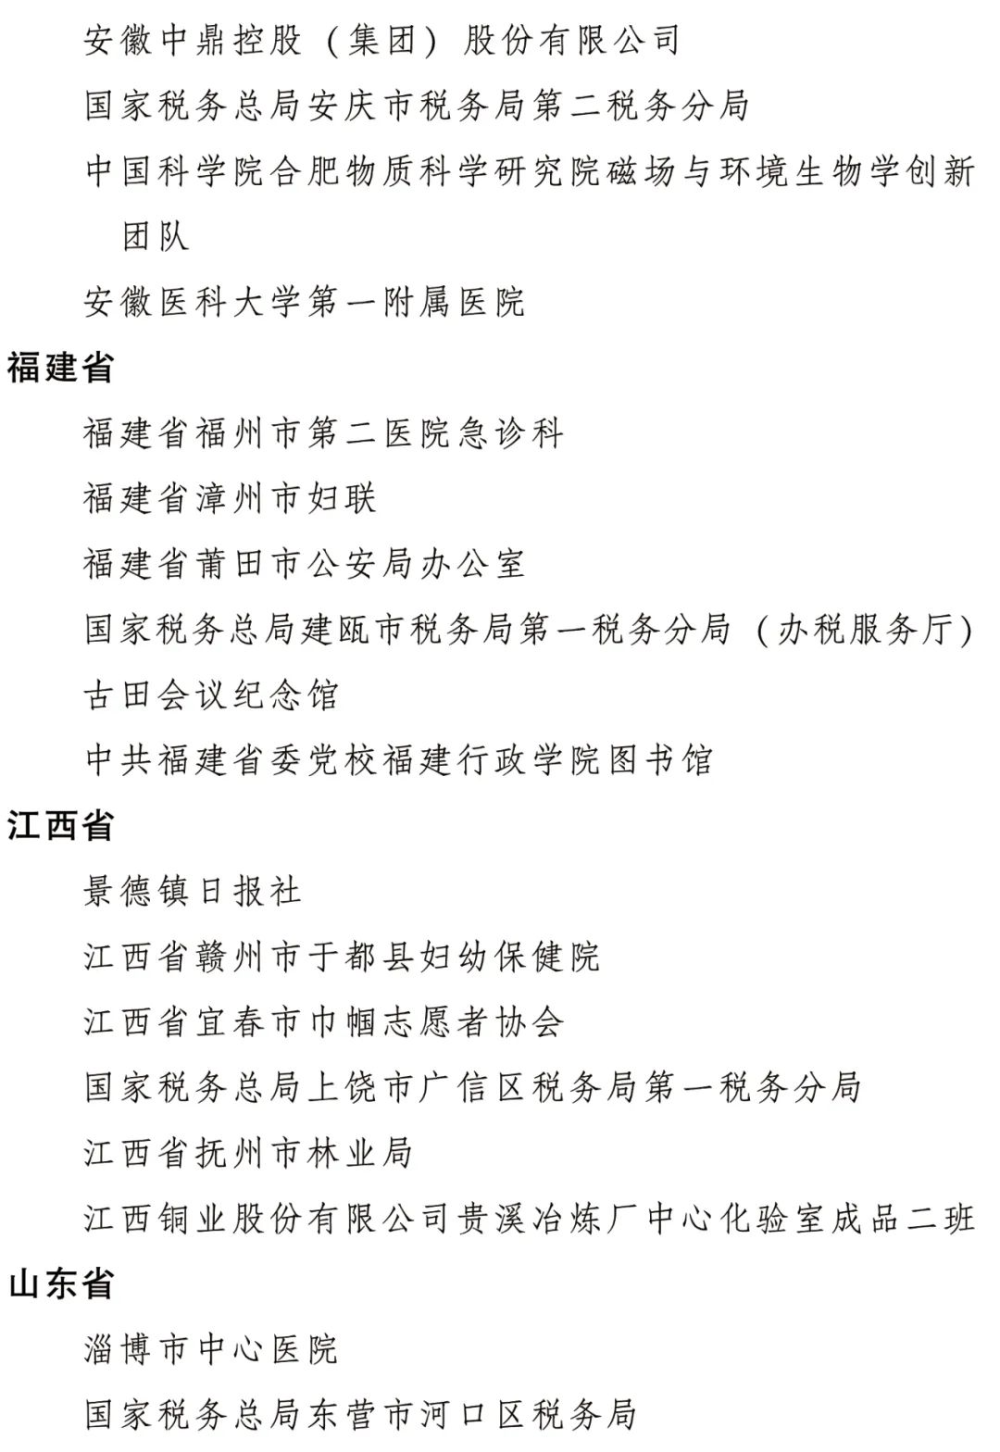 安徽中鼎控股（集团）股份有限公司
国家税务总局安庆市税务局第二税务分局
中国科学院合肥物质科学研究院磁场与环境生物学创新
团队
安徽医科大学第一附属医院
福建省
福建省福州市第二医院急诊科
福建省漳州市妇联
福建省莆田市公安局办公室
国家税务总局建瓯市税务局第一税务分局（办税服务厅）
古田会议纪念馆
中共福建省委党校福建行政学院图书馆
江西省
景德镇日报社
江西省赣州市于都县妇幼保健院
江西省宜春市巾帼志愿者协会
国家税务总局上饶市广信区税务局第一税务分局
江西省抚州市林业局
江西铜业股份有限公司贵溪冶炼厂中心化验室成品二班
山东省
淄博市中心医院
国家税务总局东营市河口区税务局